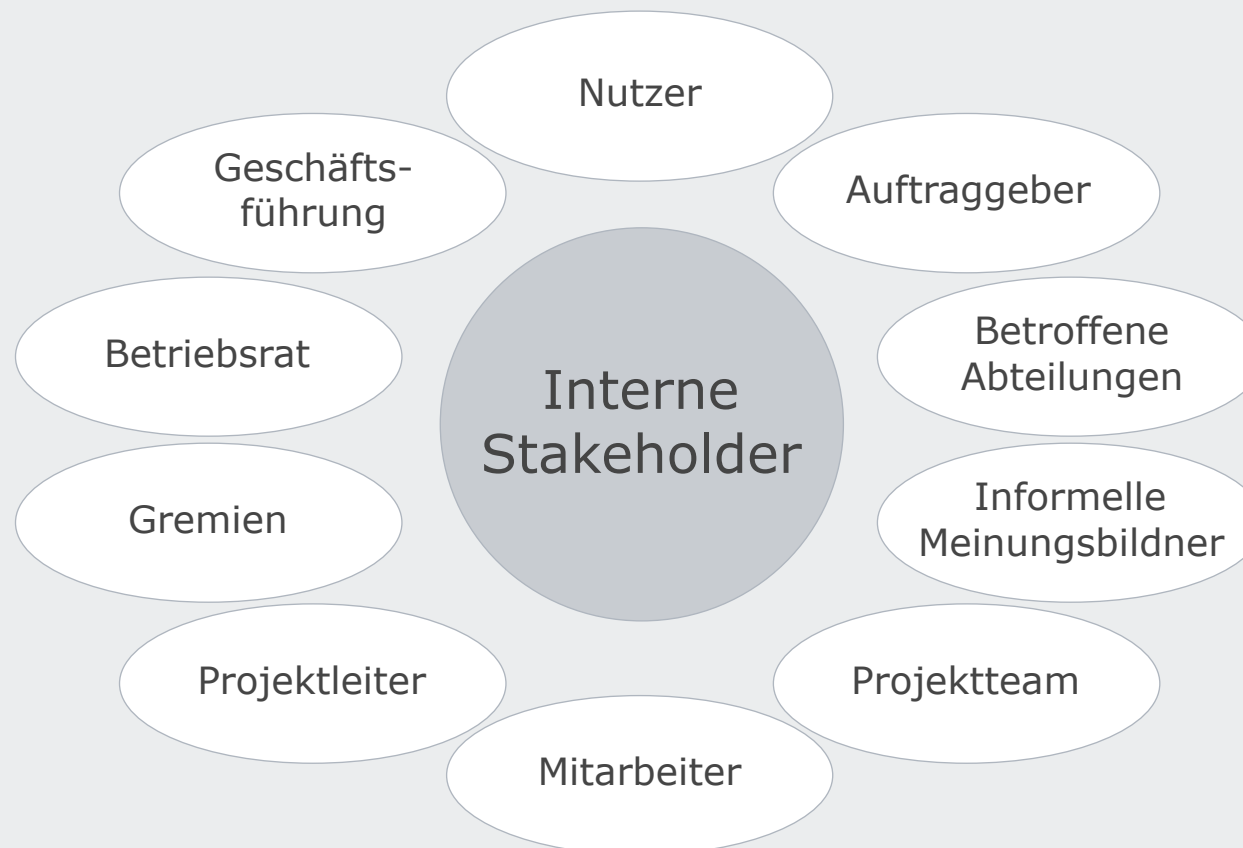 Nutzer
Geschäfts-
führung
Auftraggeber
Betriebsrat
Betroffene
Abteilungen
Interne
Stakeholder
Gremien
Informelle
Meinungsbildner
Projektleiter
Projektteam
Mitarbeiter